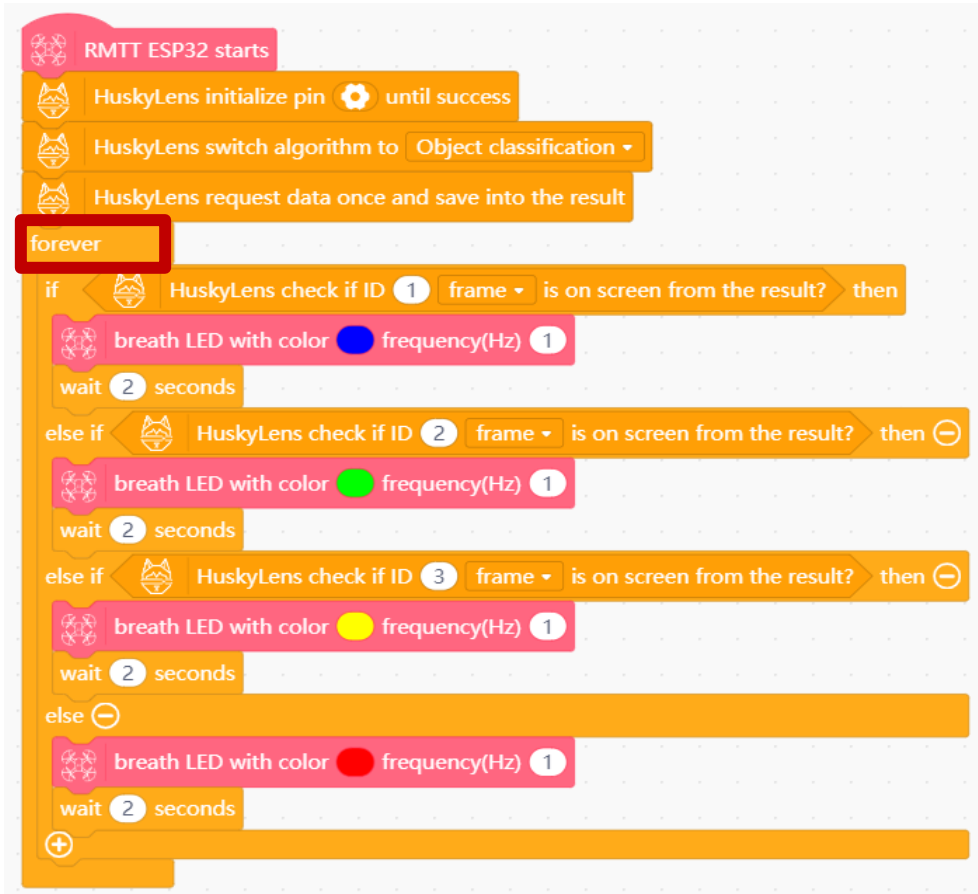 RMTT ESP32 starts
HuskyLens initialize pin until success
HuskyLens switch algorithm to Object classification
HuskyLens request data once and save into the result
forever
if HuskyLens check if ID 1 frame is on screen from the result? then
breath LED with color frequency(Hz) 1
wait 2 seconds
else if HuskyLens check if ID 2 frame is on screen from the result? then
breath LED with color frequency(Hz) 1
wait 2 seconds
else if HuskyLens check if ID 3 frame is on screen from the result? then
breath LED with color frequency(Hz) 1
wait 2 seconds
else
breath LED with color frequency(Hz) 1
wait 2 seconds